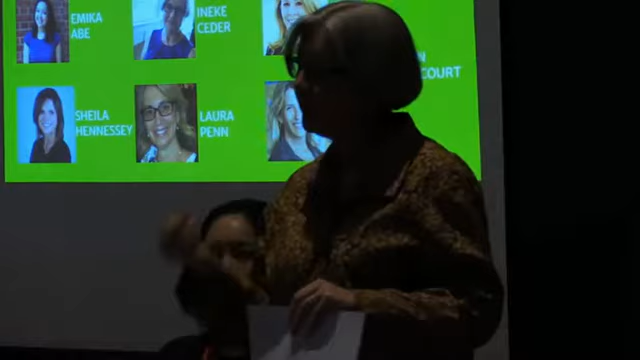 EMIKA
ABE
INEKE
CEDER
COURT
SHEILA
HENNESSEY
LAURA
PENN